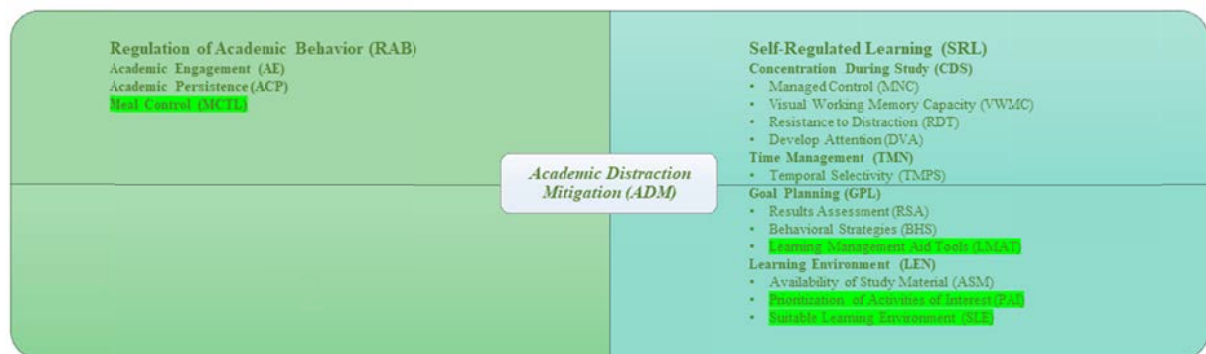 Regulation of Academic Behavior (RAB)
Academic Engagement (AE)
Academic Persistence (ACP)
Meal Control (MCTL)
Academic Distraction
Mitigation (ADM)
Self-Regulated Learning (SRL)
Concentration During Study (CDS)
• Managed Control (MNC)
• Visual Working Memory Capacity (VWMC)
• Resistance to Distraction (RDT)
• Develop Attention (DVA)
Time Management (TMN)
• Temporal Selectivity (TMPS)
Goal Planning (GPL)
• Results Assessment (RSA)
• Behavioral Strategies (BHS)
• Learning Management Aid Tools (LMAT)
Learning Environment (LEN)
• Availability of Study Material (ASM)
• Prioritization of Activities of Interest (PAI)
• Suitable Learning Environment (SLE)